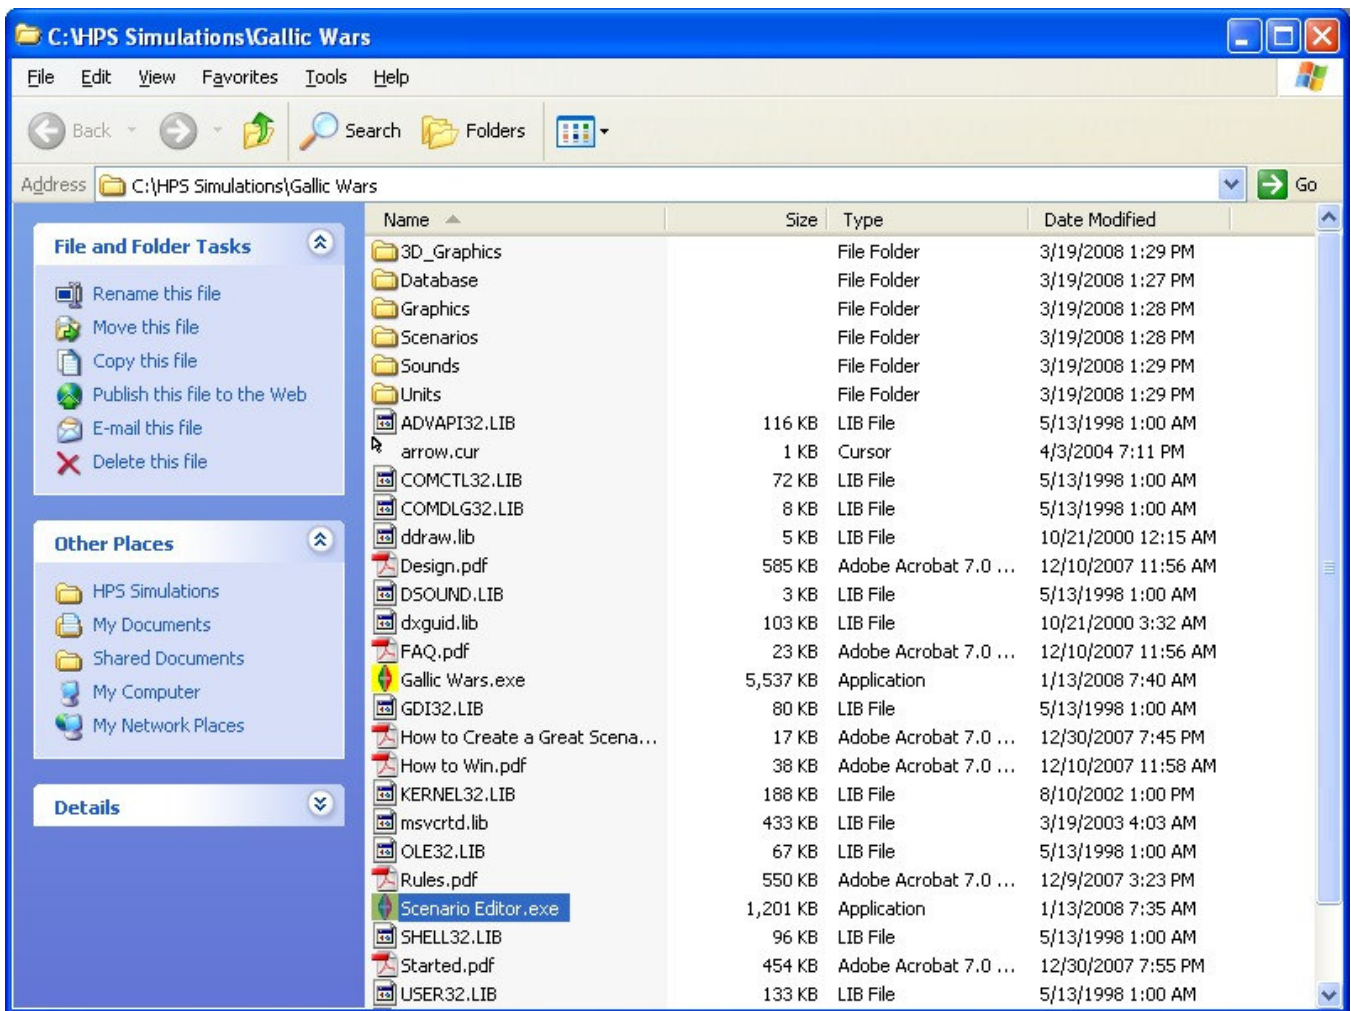 C:\HPS Simulations\Gallic Wars
File Edit View Favorites Tools Help
Back Search Folders
Address C:\HPS Simulations\Gallic Wars Go
File and Folder Tasks
Rename this file
Move this file
Copy this file
Publish this file to the Web
E-mail this file
Delete this file
Other Places
HPS Simulations
My Documents
Shared Documents
My Computer
My Network Places
Details
Name Size Type Date Modified
3D_Graphics File Folder 3/19/2008 1:29 PM
Database File Folder 3/19/2008 1:27 PM
Graphics File Folder 3/19/2008 1:28 PM
Scenarios File Folder 3/19/2008 1:28 PM
Sounds File Folder 3/19/2008 1:29 PM
Units File Folder 3/19/2008 1:29 PM
ADVAPI32.LIB 116 KB LIB File 5/13/1998 1:00 AM
arrow.cur 1 KB Cursor 4/3/2004 7:11 PM
COMCTL32.LIB 72 KB LIB File 5/13/1998 1:00 AM
COMDLG32.LIB 8 KB LIB File 5/13/1998 1:00 AM
ddraw.lib 5 KB LIB File 10/21/2000 12:15 AM
Design.pdf 585 KB Adobe Acrobat 7.0 ... 12/10/2007 11:56 AM
DSOUND.LIB 3 KB LIB File 5/13/1998 1:00 AM
dxguid.lib 103 KB LIB File 10/21/2000 3:32 AM
FAQ.pdf 23 KB Adobe Acrobat 7.0 ... 12/10/2007 11:56 AM
Gallic Wars.exe 5,537 KB Application 1/13/2008 7:40 AM
GDI32.LIB 80 KB LIB File 5/13/1998 1:00 AM
How to Create a Great Scena... 17 KB Adobe Acrobat 7.0 ... 12/30/2007 7:45 PM
How to Win.pdf 38 KB Adobe Acrobat 7.0 ... 12/10/2007 11:58 AM
KERNEL32.LIB 188 KB LIB File 8/10/2002 1:00 PM
msvcrtd.lib 433 KB LIB File 3/19/2003 4:03 AM
OLE32.LIB 67 KB LIB File 5/13/1998 1:00 AM
Rules.pdf 550 KB Adobe Acrobat 7.0 ... 12/9/2007 3:23 PM
Scenario Editor.exe 1,201 KB Application 1/13/2008 7:35 AM
SHELL32.LIB 96 KB LIB File 5/13/1998 1:00 AM
Started.pdf 454 KB Adobe Acrobat 7.0 ... 12/30/2007 7:55 PM
USER32.LIB 133 KB LIB File 5/13/1998 1:00 AM